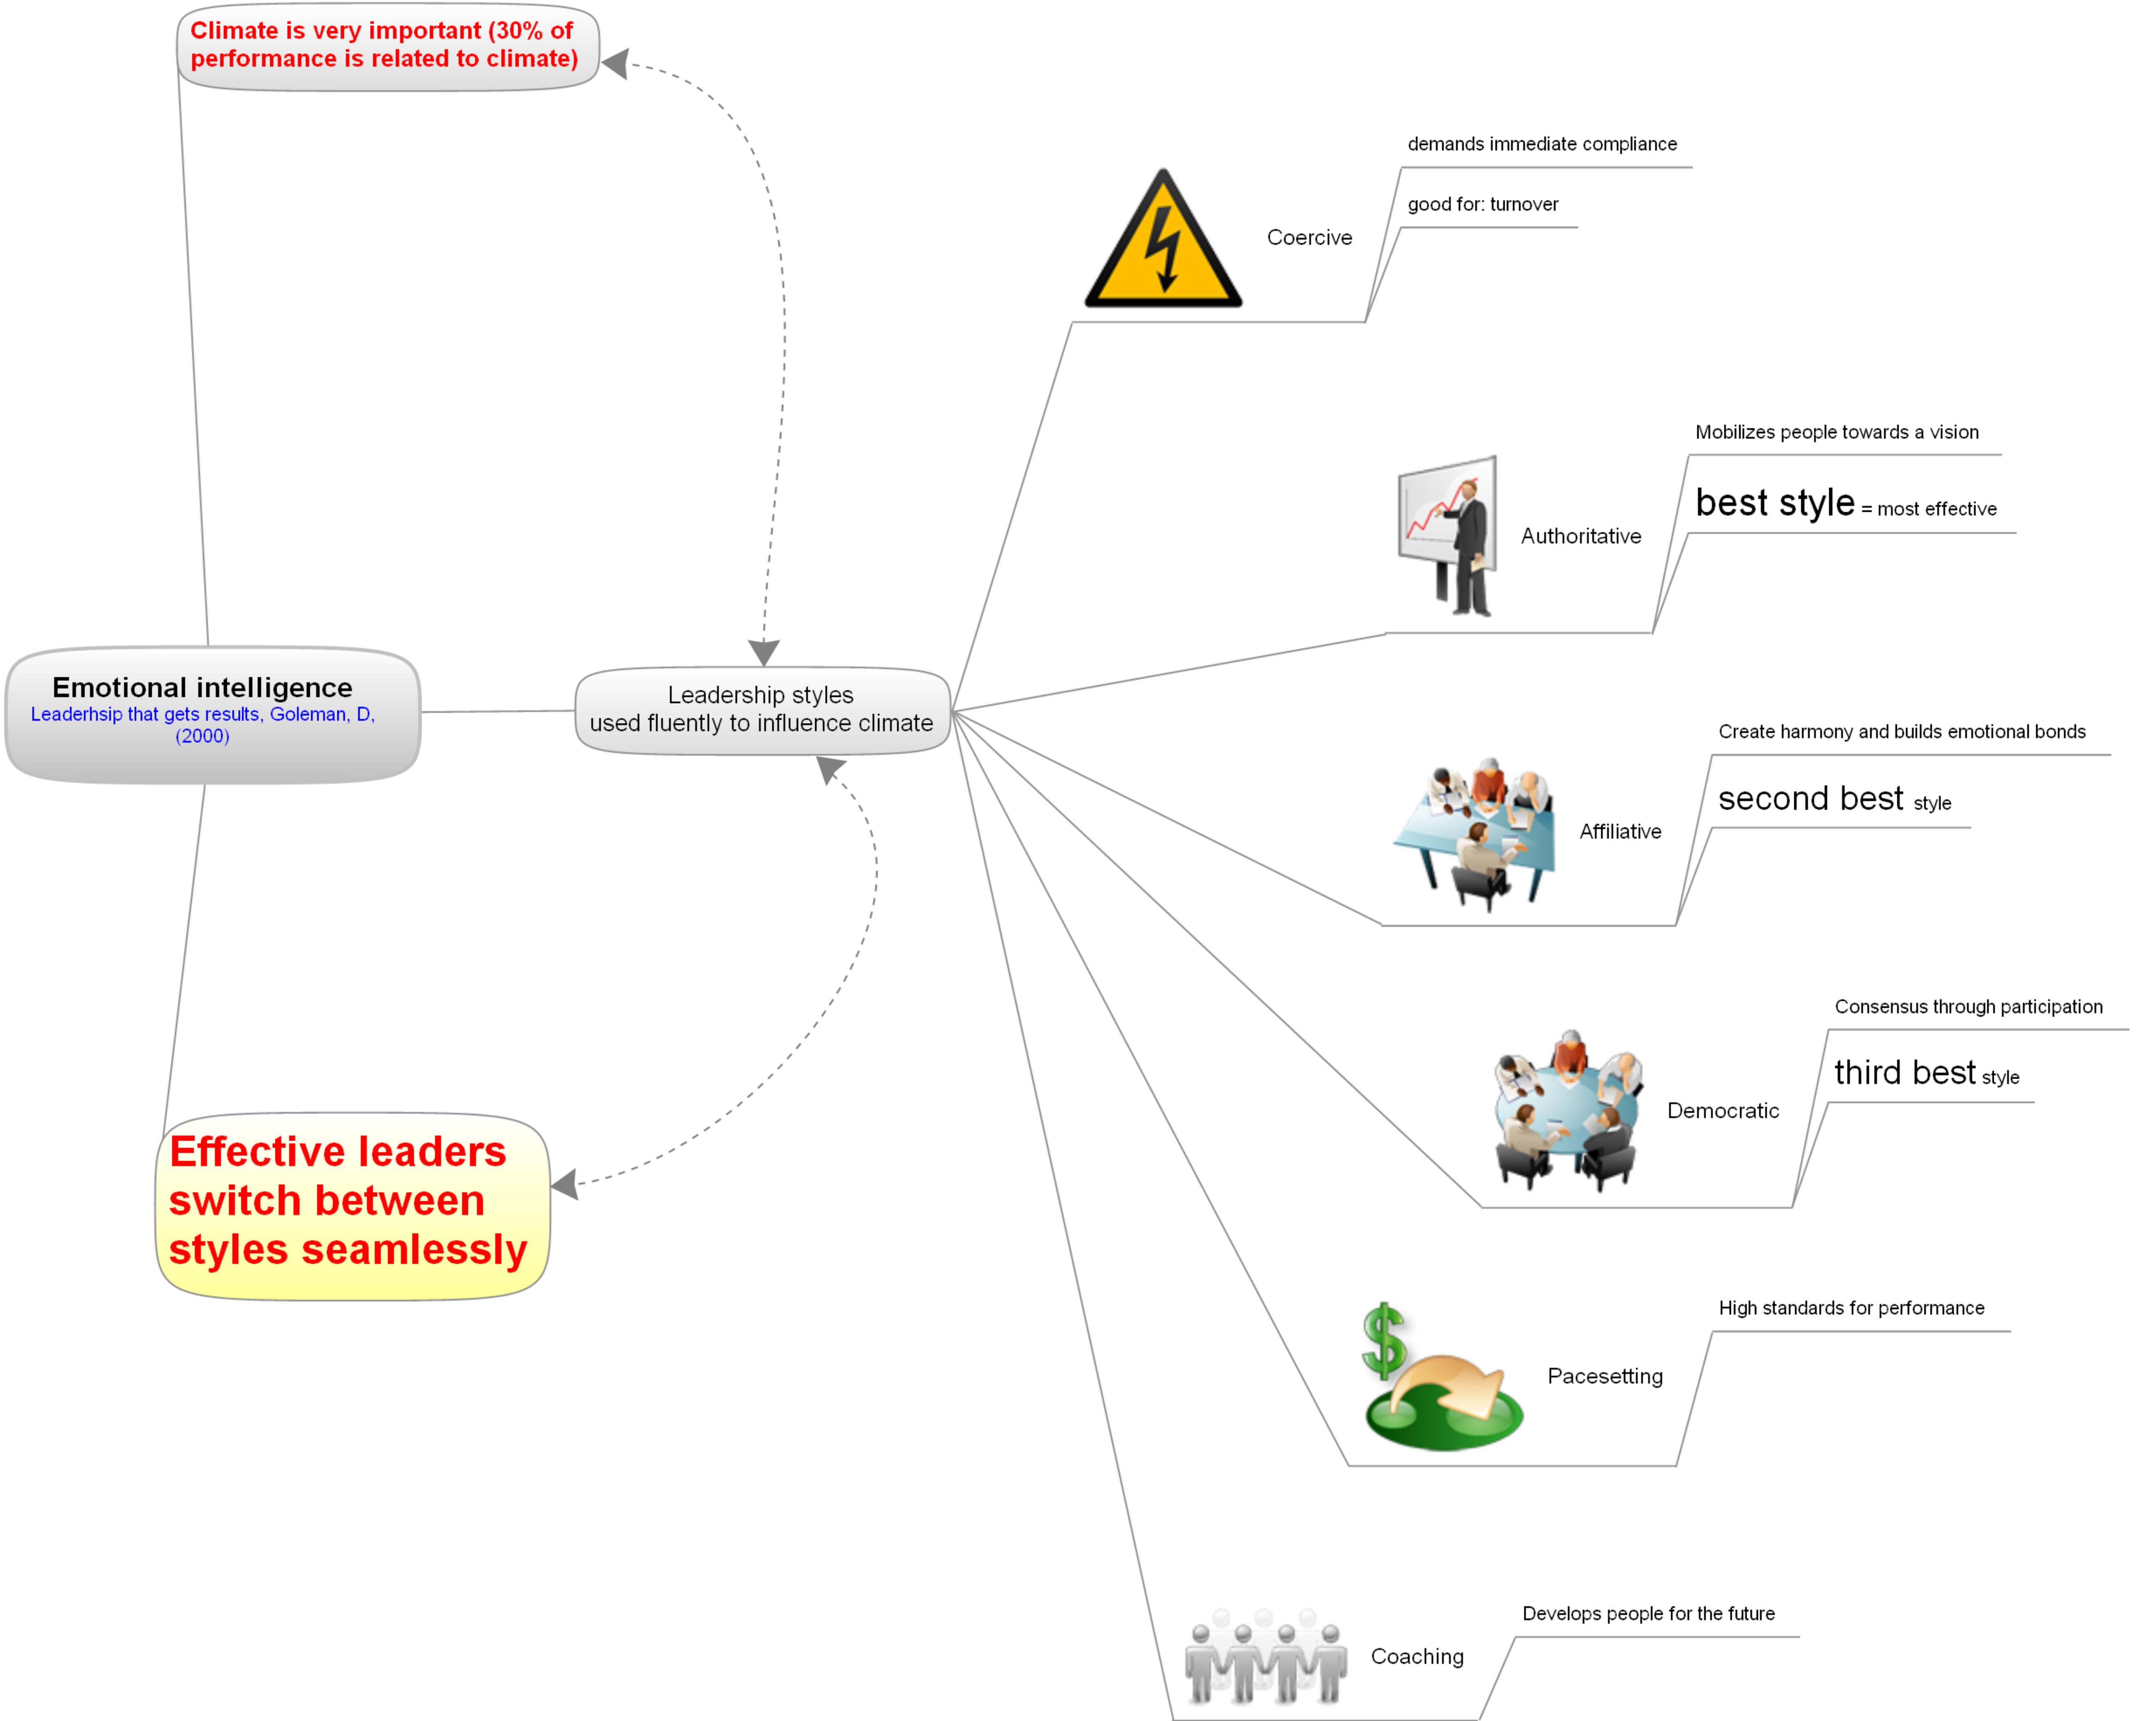 Climate is very important (30% of
performance is related to climate)
Emotional intelligence
Leaderhsip that gets results, Goleman, D,
(2000)
Effective leaders
switch between
styles seamlessly
Leadership styles
used fluently to influence climate
Coercive
demands immediate compliance
good for: turnover
Authoritative
Mobilizes people towards a vision
best style = most effective
Affiliative
Create harmony and builds emotional bonds
second best style
Democratic
Consensus through participation
third best style
Pacesetting
High standards for performance
Coaching
Develops people for the future